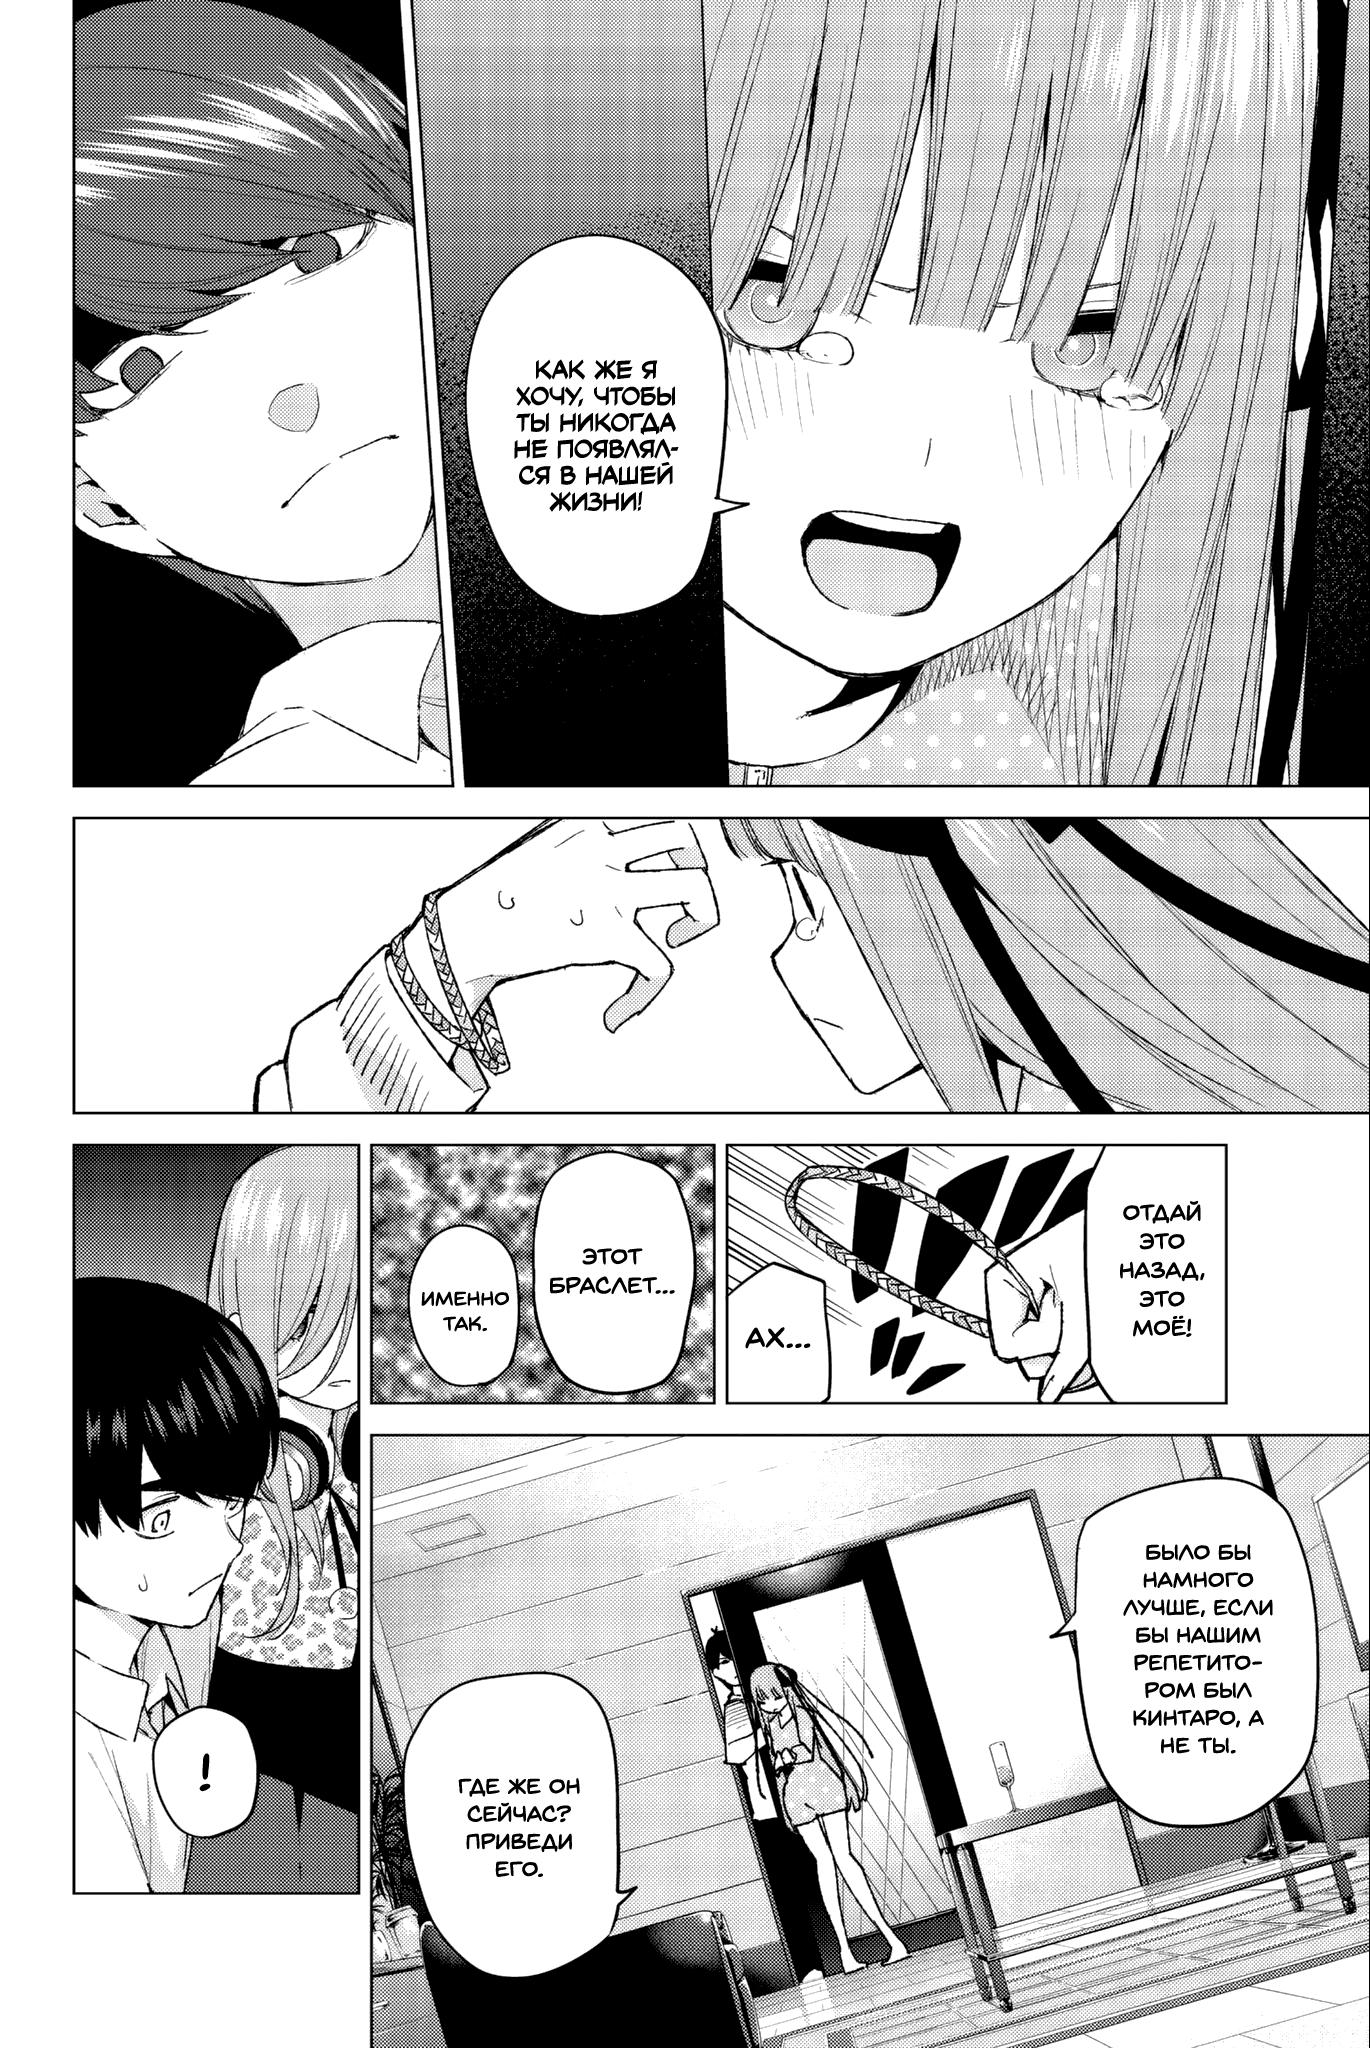 КАК ЖЕ Я
ХОЧУ, ЧТОБЫ
ТЫ НИКОГДА
НЕ ПОЯВЛЯЛ-
СЯ В НАШЕЙ
ЖИЗНИ!
ОТДАЙ
ЭТО
НАЗАД,
ЭТО
МОЁ!
АХ...
ЭТОТ
БРАСЛЕТ...
ИМЕННО
ТАК.
!
БЫЛО БЫ
НАМНОГО
ЛУЧШЕ, ЕСЛИ
БЫ НАШИМ
РЕПЕТИТО-
РОМ БЫЛ
КИНТАРО, А
НЕ ТЫ.
ГДЕ ЖЕ ОН
СЕЙЧАС?
ПРИВЕДИ
ЕГО.